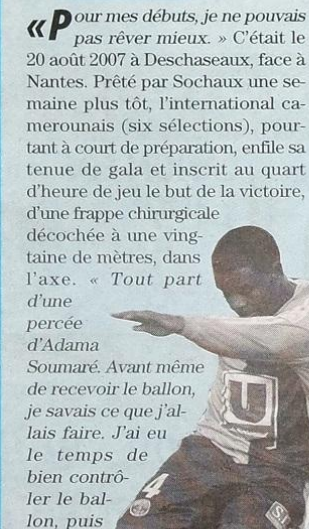 «Pour mes débuts, je ne pouvais
pas rêver mieux. » C'était le
20 août 2007 à Deschaseaux, face à
Nantes. Prêté par Sochaux une se-
maine plus tôt, l'international ca-
merounais (six sélections), pour-
tant à court de préparation, enfile sa
tenue de gala et inscrit au quart
d'heure de jeu le but de la victoire,
d'une frappe chirurgicale
décochée à une ving-
taine de mètres, dans
l'axe. « Tout part
d'une
percée
d'Adama
Soumaré. Avant même
de recevoir le ballon,
je savais ce que j'al-
lais faire. J'ai eu
le temps de
bien contrô-
ler le bal-
lon, puis
U
4
S